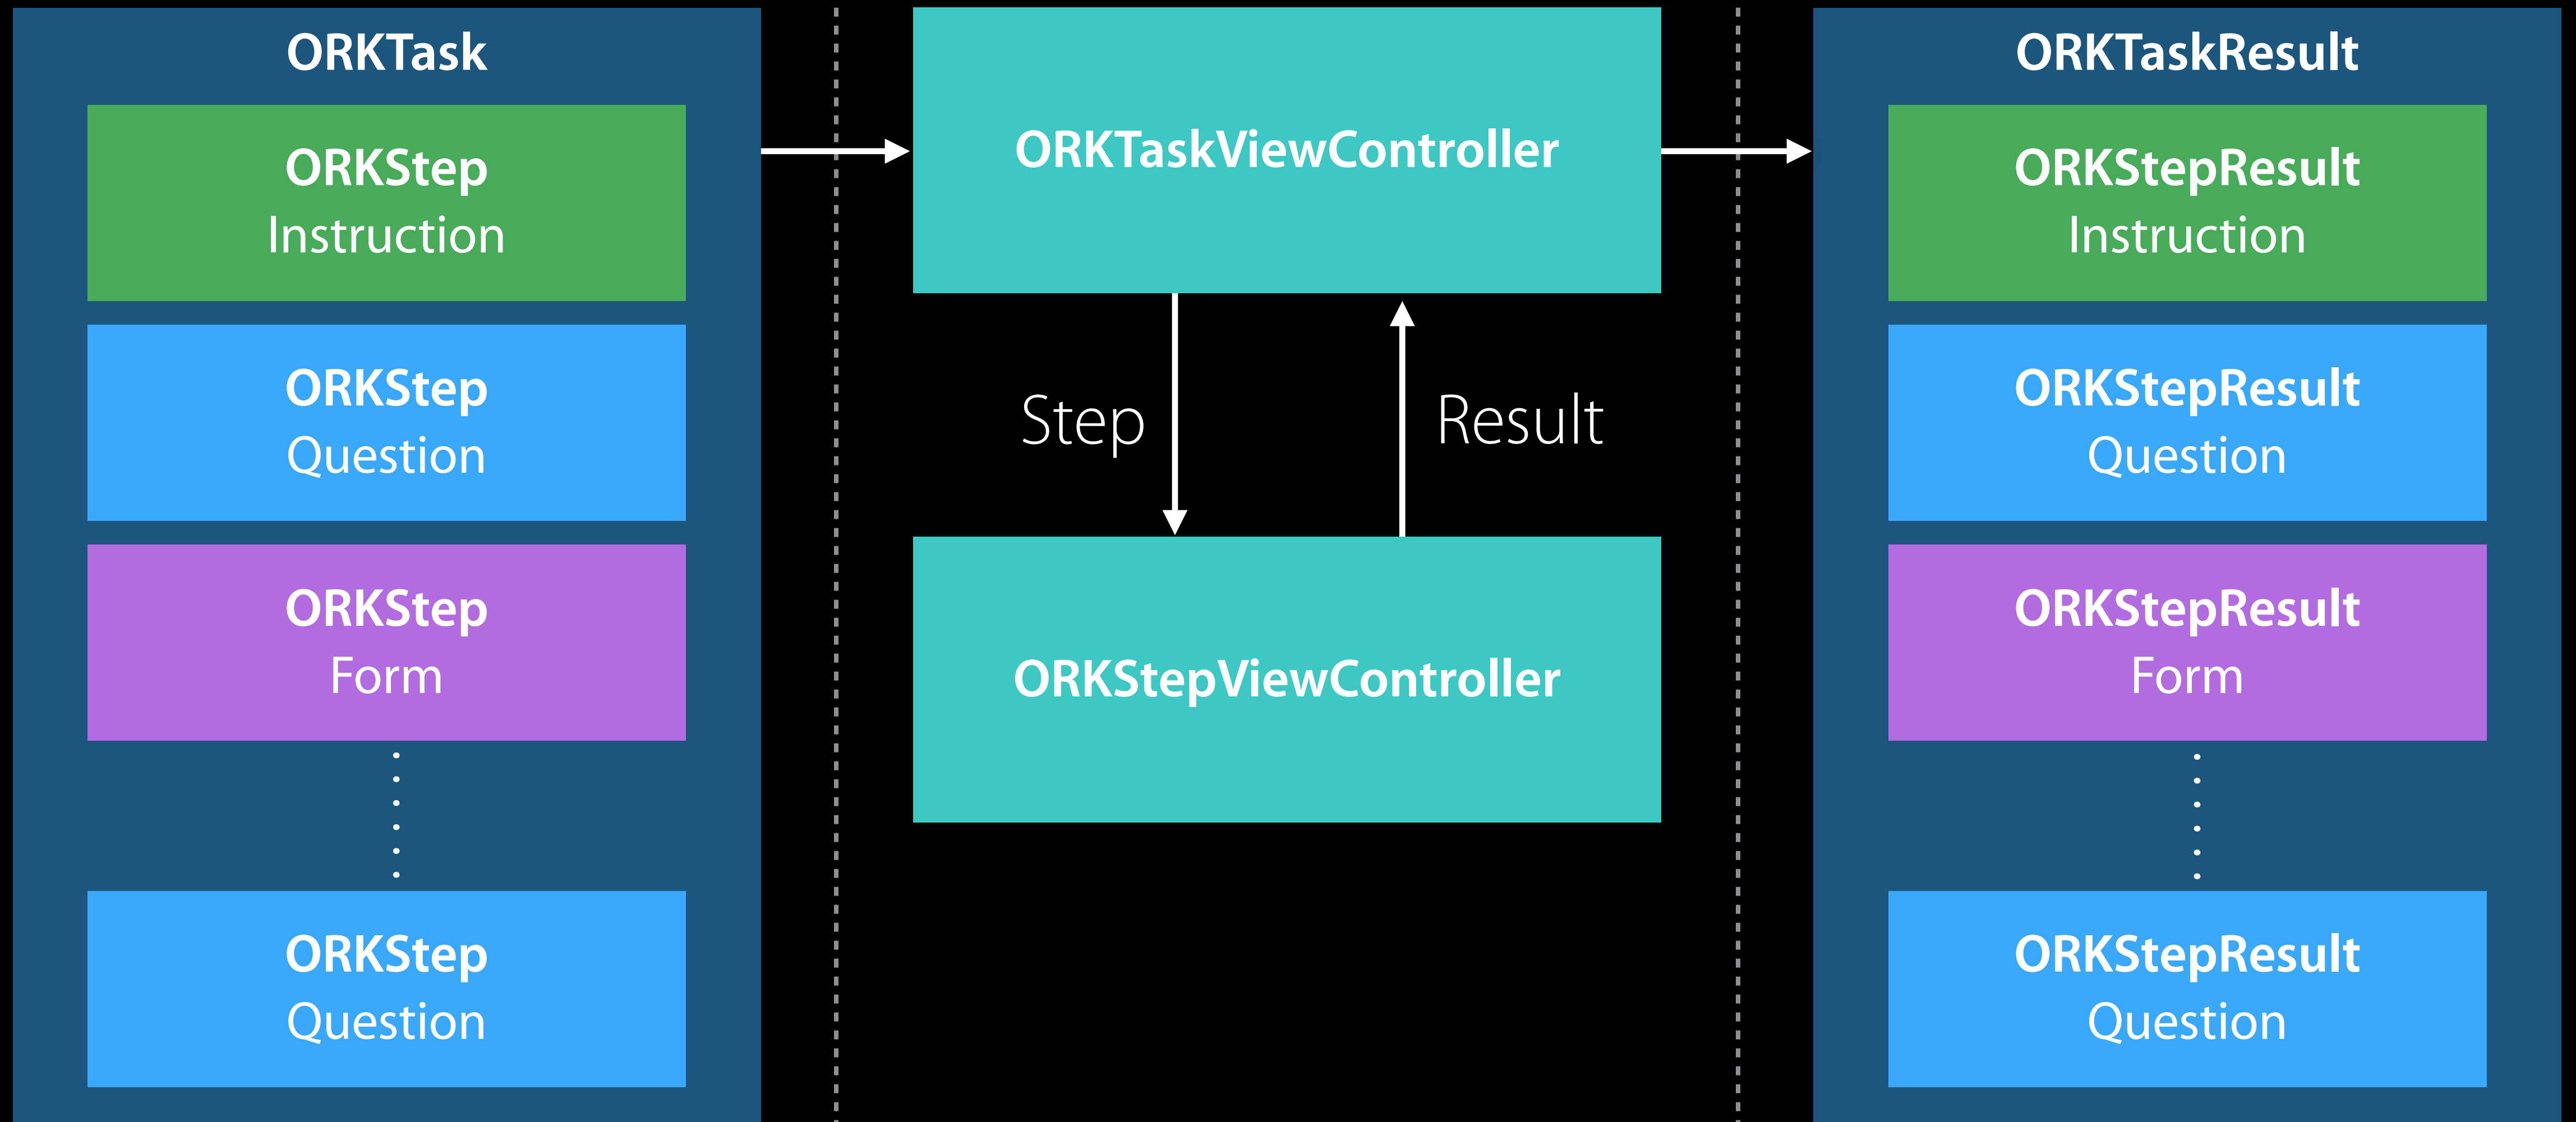 ORKTask
ORKStep
Instruction
ORKStep
Question
ORKStep
Form
ORKStep
Question
ORKTaskViewController
Step
Result
ORKStepViewController
ORKTaskResult
ORKStepResult
Instruction
ORKStepResult
Question
ORKStepResult
Form
ORKStepResult
Question